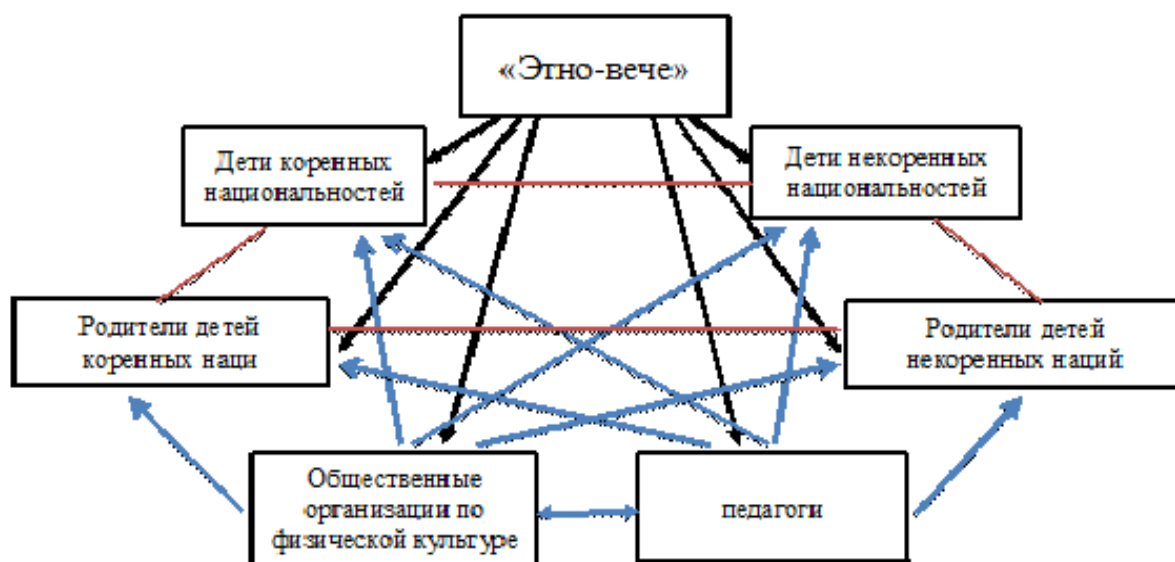 «Этно-вече»
Дети коренных
национальностей
Дети некоренных
национальностей
Родители детей
коренных наци
Родители детей
некоренных наций
Общественные
организации по
физической культуре
педагоги